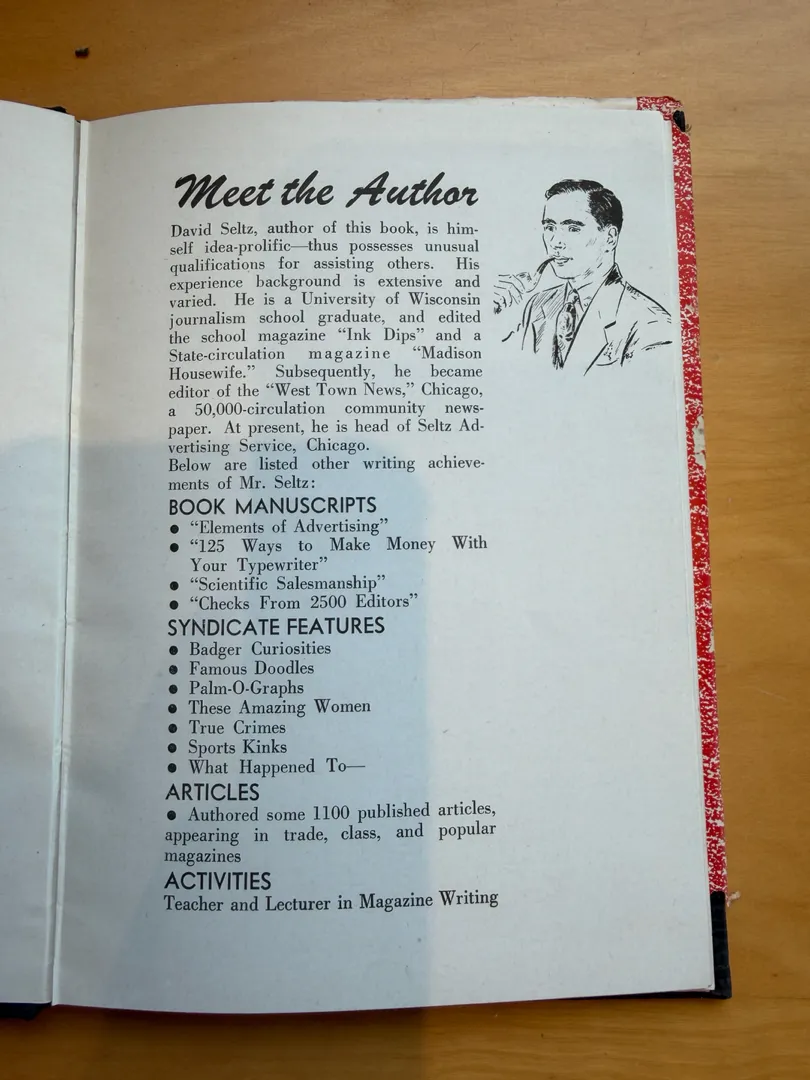 Meet the Author
David Seltz, author of this book, is him-
self idea-prolific—thus possesses unusual
qualifications for assisting others. His
experience background is extensive and
varied. He is a University of Wisconsin
journalism school graduate, and edited
the school magazine “Ink Dips” and a
State-circulation magazine “Madison
Housewife.” Subsequently, he became
editor of the “West Town News,” Chicago,
a 50,000-circulation community news-
paper. At present, he is head of Seltz Ad-
vertising Service, Chicago.
Below are listed other writing achieve-
ments of Mr. Seltz:
BOOK MANUSCRIPTS
● “Elements of Advertising”
● “125 Ways to Make Money With
Your Typewriter”
● “Scientific Salesmanship”
● “Checks From 2500 Editors”
SYNDICATE FEATURES
● Badger Curiosities
● Famous Doodles
● Palm-O-Graphs
● These Amazing Women
● True Crimes
● Sports Kinks
● What Happened To—
ARTICLES
● Authored some 1100 published articles,
appearing in trade, class, and popular
magazines
ACTIVITIES
Teacher and Lecturer in Magazine Writing